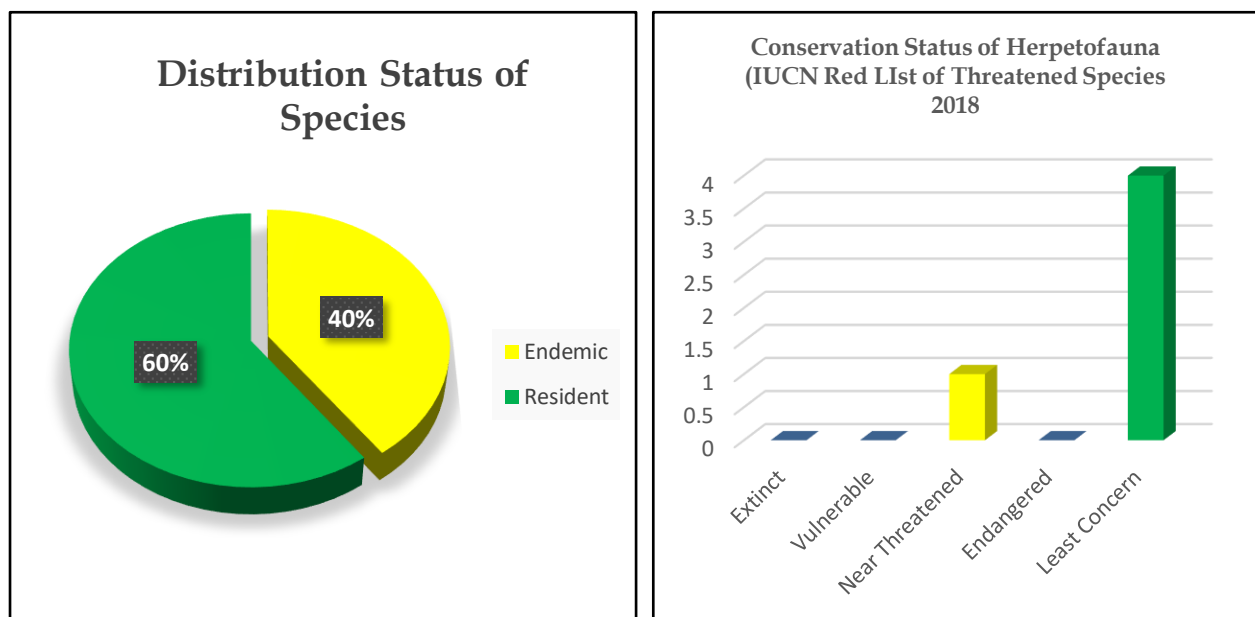 Distribution Status of
Species
40%
60%
Endemic
Resident
Conservation Status of Herpetofauna
(IUCN Red LIst of Threatened Species
2018
4
3.5
3
2.5
2
1.5
1
0.5
0
Extinct
Vulnerable
Near Threatened
Endangered
Least Concern